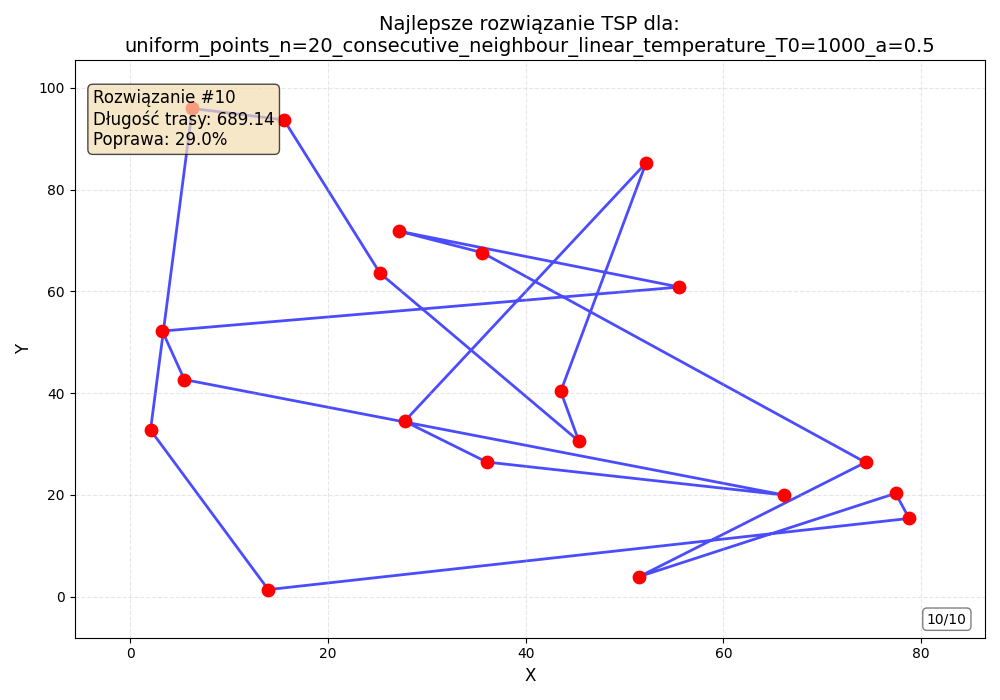 Najlepsze rozwiązanie TSP dla:
uniform_points_n=20_consecutive_neighbour_linear_temperature_T0=1000_a=0.5
Rozwiązanie #10
Długość trasy: 689.14
Poprawa: 29.0%
100
80
60
40
20
0
Y
10/10
0 20 40 60 80
X